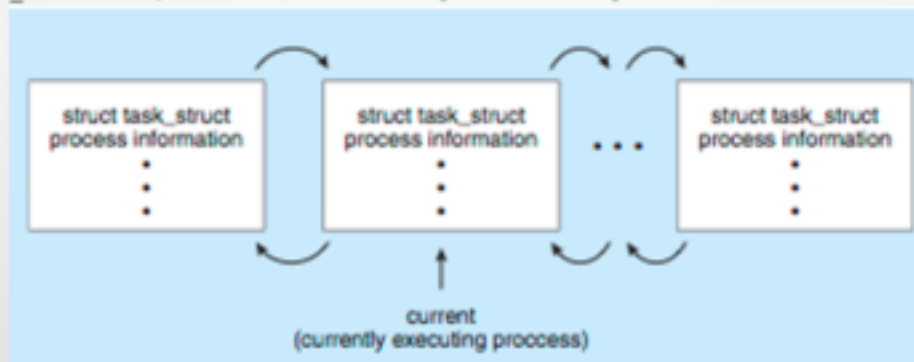 struct task_struct
process information
struct task_struct
process information
struct task_struct
process information
current
(currently executing proccess)